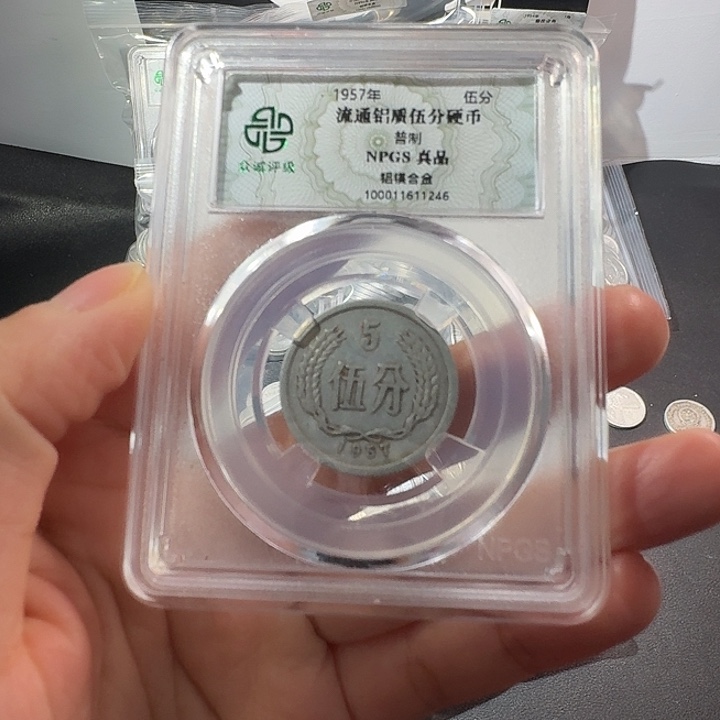 1957年 伍分
流通铝质伍分硬币
普制
NPGS 真品
铝镁合金
100011611246
众诚评级
5
伍分
1957
NPGS